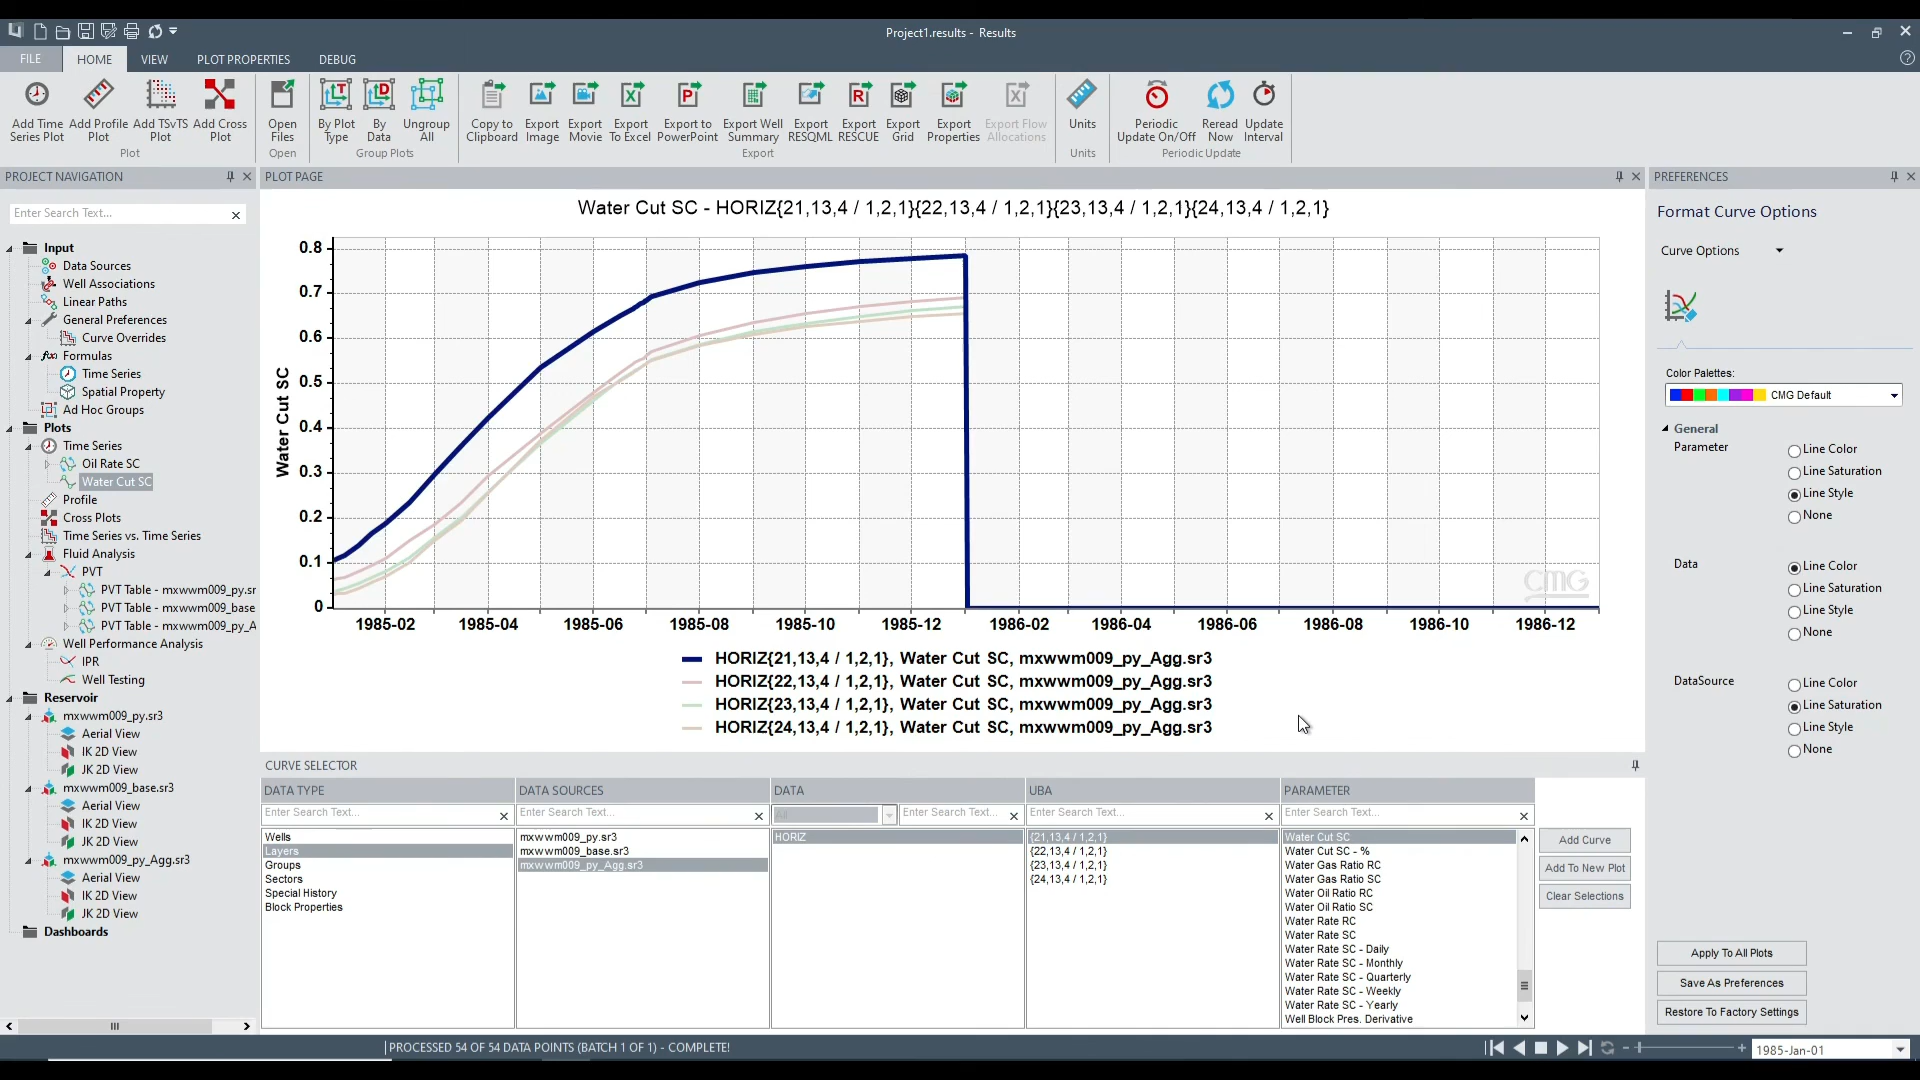 Project1.results - Results
FILE
HOME
VIEW
PLOT PROPERTIES
DEBUG
Add Time
Series Plot
Add Profile
Plot
Add TSvTS
Plot
Add Cross
Plot
Plot
Open
Files
Open
By Plot
Type
By
Data
Ungroup
All
Group Plots
Copy to
Clipboard
Export
Image
Export
Movie
Export
To Excel
Export to
PowerPoint
Export Well
Summary
Export
RESQML
Export
RESCUE
Export
Grid
Export
Properties
Export Flow
Allocations
Export
Units
Units
Periodic
Update On/Off
Reread
Now
Update
Interval
Periodic Update
PROJECT NAVIGATION
Enter Search Text...
Input
Data Sources
Well Associations
Linear Paths
General Preferences
Curve Overrides
Formulas
Time Series
Spatial Property
Ad Hoc Groups
Plots
Time Series
Oil Rate SC
Water Cut SC
Profile
Cross Plots
Time Series vs. Time Series
Fluid Analysis
PVT
PVT Table - mxwwm009_py.sr
PVT Table - mxwwm009_base
PVT Table - mxwwm009_py_A
Well Performance Analysis
IPR
Well Testing
Reservoir
mxwwm009_py.sr3
Aerial View
IK 2D View
JK 2D View
mxwwm009_base.sr3
Aerial View
IK 2D View
JK 2D View
mxwwm009_py_Agg.sr3
Aerial View
IK 2D View
JK 2D View
Dashboards
PLOT PAGE
Water Cut SC - HORIZ{21,13,4 / 1,2,1}{22,13,4 / 1,2,1}{23,13,4 / 1,2,1}{24,13,4 / 1,2,1}
Water Cut SC
0.8
0.7
0.6
0.5
0.4
0.3
0.2
0.1
0
CMG
1985-02
1985-04
1985-06
1985-08
1985-10
1985-12
1986-02
1986-04
1986-06
1986-08
1986-10
1986-12
HORIZ{21,13,4 / 1,2,1}, Water Cut SC, mxwwm009_py_Agg.sr3
HORIZ{22,13,4 / 1,2,1}, Water Cut SC, mxwwm009_py_Agg.sr3
HORIZ{23,13,4 / 1,2,1}, Water Cut SC, mxwwm009_py_Agg.sr3
HORIZ{24,13,4 / 1,2,1}, Water Cut SC, mxwwm009_py_Agg.sr3
CURVE SELECTOR
DATA TYPE
Enter Search Text...
Wells
Layers
Groups
Sectors
Special History
Block Properties
DATA SOURCES
Enter Search Text...
mxwwm009_py.sr3
mxwwm009_base.sr3
mxwwm009_py_Agg.sr3
DATA
All
Enter Search Text...
HORIZ
UBA
Enter Search Text...
{21,13,4 / 1,2,1}
{22,13,4 / 1,2,1}
{23,13,4 / 1,2,1}
{24,13,4 / 1,2,1}
PARAMETER
Enter Search Text...
Water Cut SC
Water Cut SC - %
Water Gas Ratio RC
Water Gas Ratio SC
Water Oil Ratio RC
Water Oil Ratio SC
Water Rate RC
Water Rate SC
Water Rate SC - Daily
Water Rate SC - Monthly
Water Rate SC - Quarterly
Water Rate SC - Weekly
Water Rate SC - Yearly
Well Block Pres. Derivative
Add Curve
Add To New Plot
Clear Selections
PREFERENCES
Format Curve Options
Curve Options
Color Palettes:
CMG Default
General
Parameter
Line Color
Line Saturation
Line Style
None
Data
Line Color
Line Saturation
Line Style
None
DataSource
Line Color
Line Saturation
Line Style
None
Apply To All Plots
Save As Preferences
Restore To Factory Settings
PROCESSED 54 OF 54 DATA POINTS (BATCH 1 OF 1) - COMPLETE!
1985-Jan-01